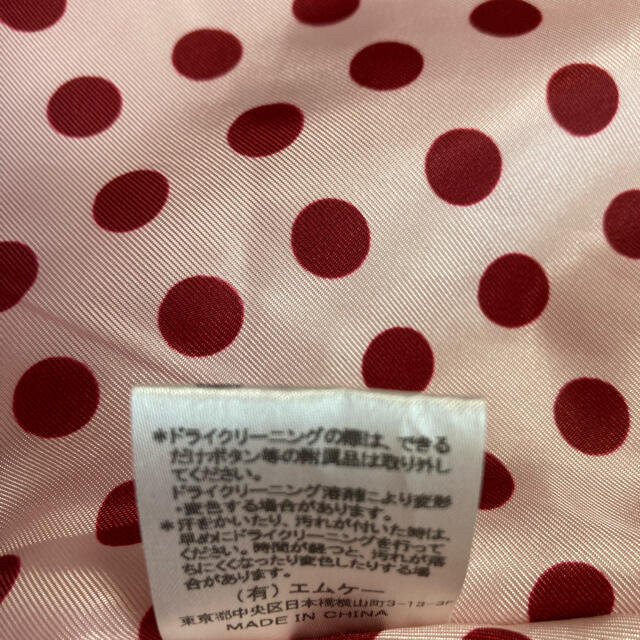 *ドライクリーニングの際は、できる
だけボタン等の附属品は取り外し
てください。
ドライクリーニング溶剤により変形
・変色する場合があります。
*汗をかいたり、汚れが付いた時は、
早めにドライクリーニングを行って
ください。時間が経つと、汚れが落
ちにくくなったり変色したりする場
合があります。
(有)エムケー
東京都中央区日本橋横山町3-13-3F
MADE IN CHINA